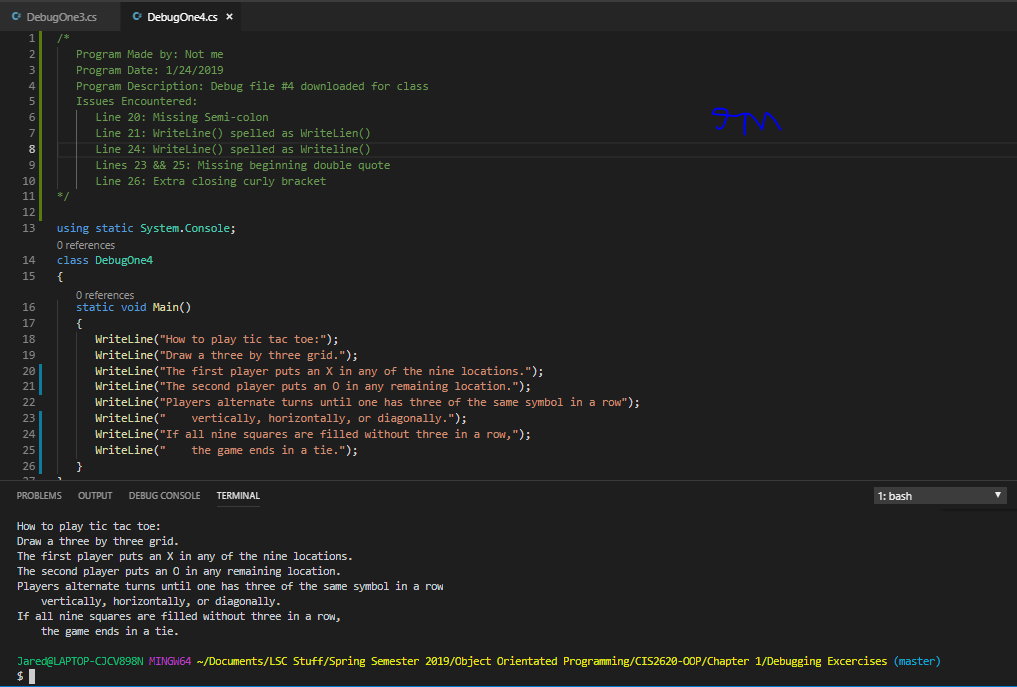 DebugOne3.cs
DebugOne4.cs ×
1 /*
2 Program Made by: Not me
3 Program Date: 1/24/2019
4 Program Description: Debug file #4 downloaded for class
5 Issues Encountered:
6 Line 20: Missing Semi-colon
7 Line 21: WriteLine() spelled as WriteLien()
8 Line 24: WriteLine() spelled as Writeline()
9 Lines 23 && 25: Missing beginning double quote
10 Line 26: Extra closing curly bracket
11 */
12
13 using static System.Console;
0 references
14 class DebugOne4
15 {
0 references
16 static void Main()
17 {
18 WriteLine("How to play tic tac toe:");
19 WriteLine("Draw a three by three grid.");
20 WriteLine("The first player puts an X in any of the nine locations.");
21 WriteLine("The second player puts an O in any remaining location.");
22 WriteLine("Players alternate turns until one has three of the same symbol in a row");
23 WriteLine("    vertically, horizontally, or diagonally.");
24 WriteLine("If all nine squares are filled without three in a row,");
25 WriteLine("    the game ends in a tie.");
26 }
PROBLEMS OUTPUT DEBUG CONSOLE TERMINAL 1: bash
How to play tic tac toe:
Draw a three by three grid.
The first player puts an X in any of the nine locations.
The second player puts an O in any remaining location.
Players alternate turns until one has three of the same symbol in a row
    vertically, horizontally, or diagonally.
If all nine squares are filled without three in a row,
    the game ends in a tie.
Jared@LAPTOP-CJCV898N MINGW64 ~/Documents/LSC Stuff/Spring Semester 2019/Object Orientated Programming/CIS2620-OOP/Chapter 1/Debugging Excercises (master)
$